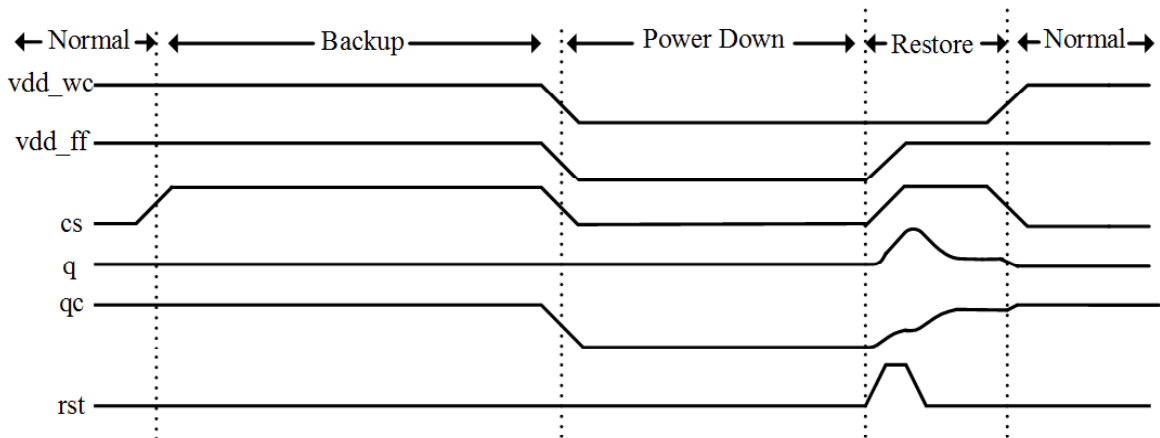 Normal Backup Power Down Restore Normal
vdd_wc
vdd_ff
cs
q
qc
rst